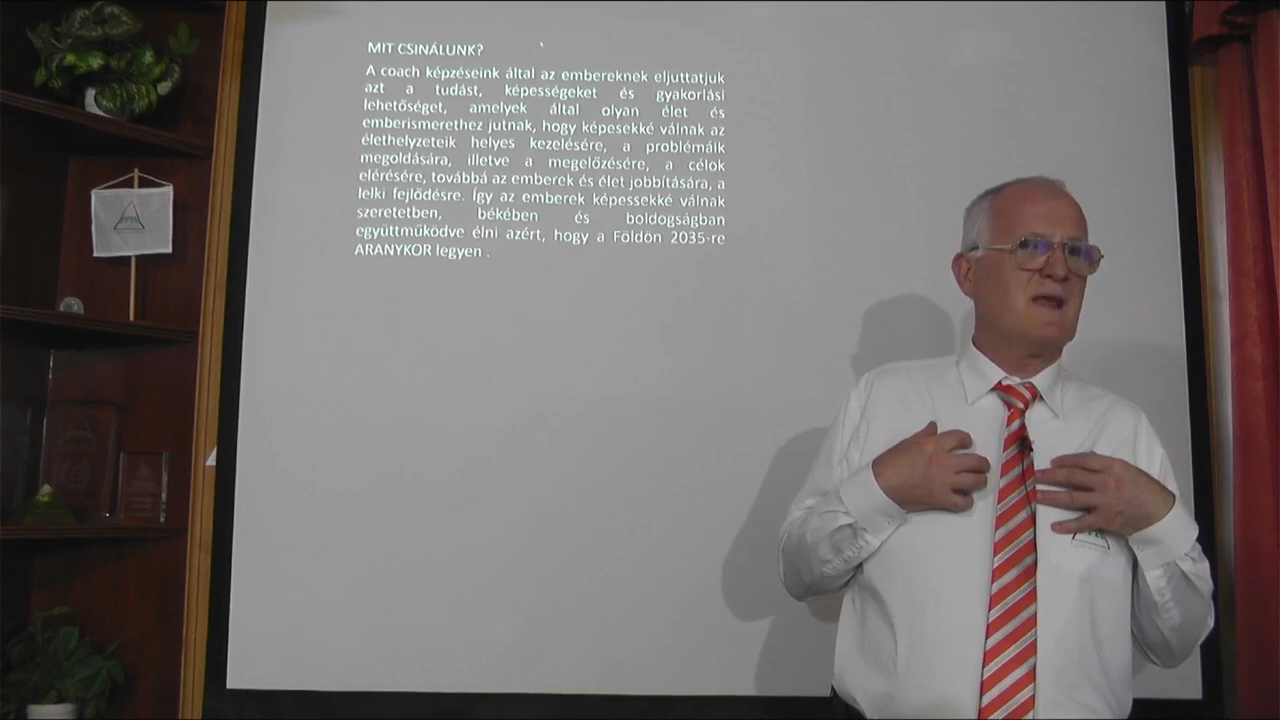 MIT CSINÁLUNK?
A coach képzéseink által az embereknek eljuttatjuk
azt a tudást, képességeket és gyakorlási
lehetőséget, amelyek által olyan élet és
emberismerethez jutnak, hogy képesekké válnak az
élethelyzeteik helyes kezelésére, a problémáik
megoldására, illetve a megelőzésére, a célok
elérésére, továbbá az emberek és élet jobbítására, a
lelki fejlődésre. Így az emberek képessekké válnak
szeretetben, békében és boldogságban
együttműködve élni azért, hogy a Földön 2035-re
ARANYKOR legyen .